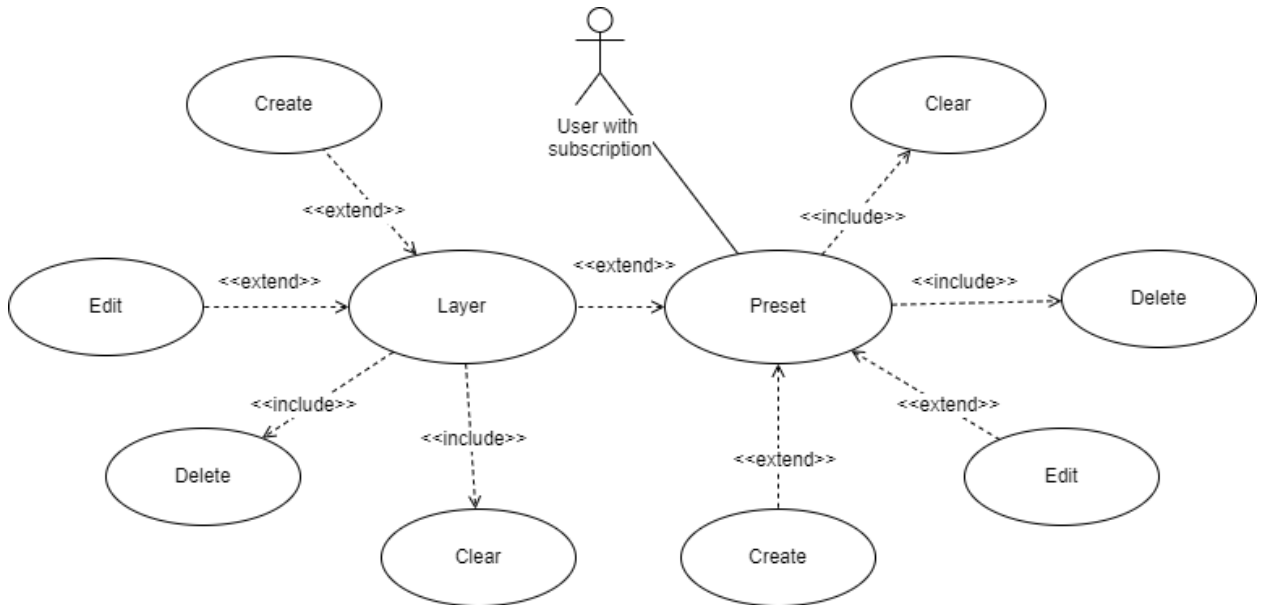 Create
User with
subscription
Clear
<<extend>>
<<include>>
Edit
<<extend>>
Layer
<<extend>>
Preset
<<include>>
Delete
<<include>>
<<include>>
<<extend>>
<<extend>>
Delete
Edit
Clear
Create